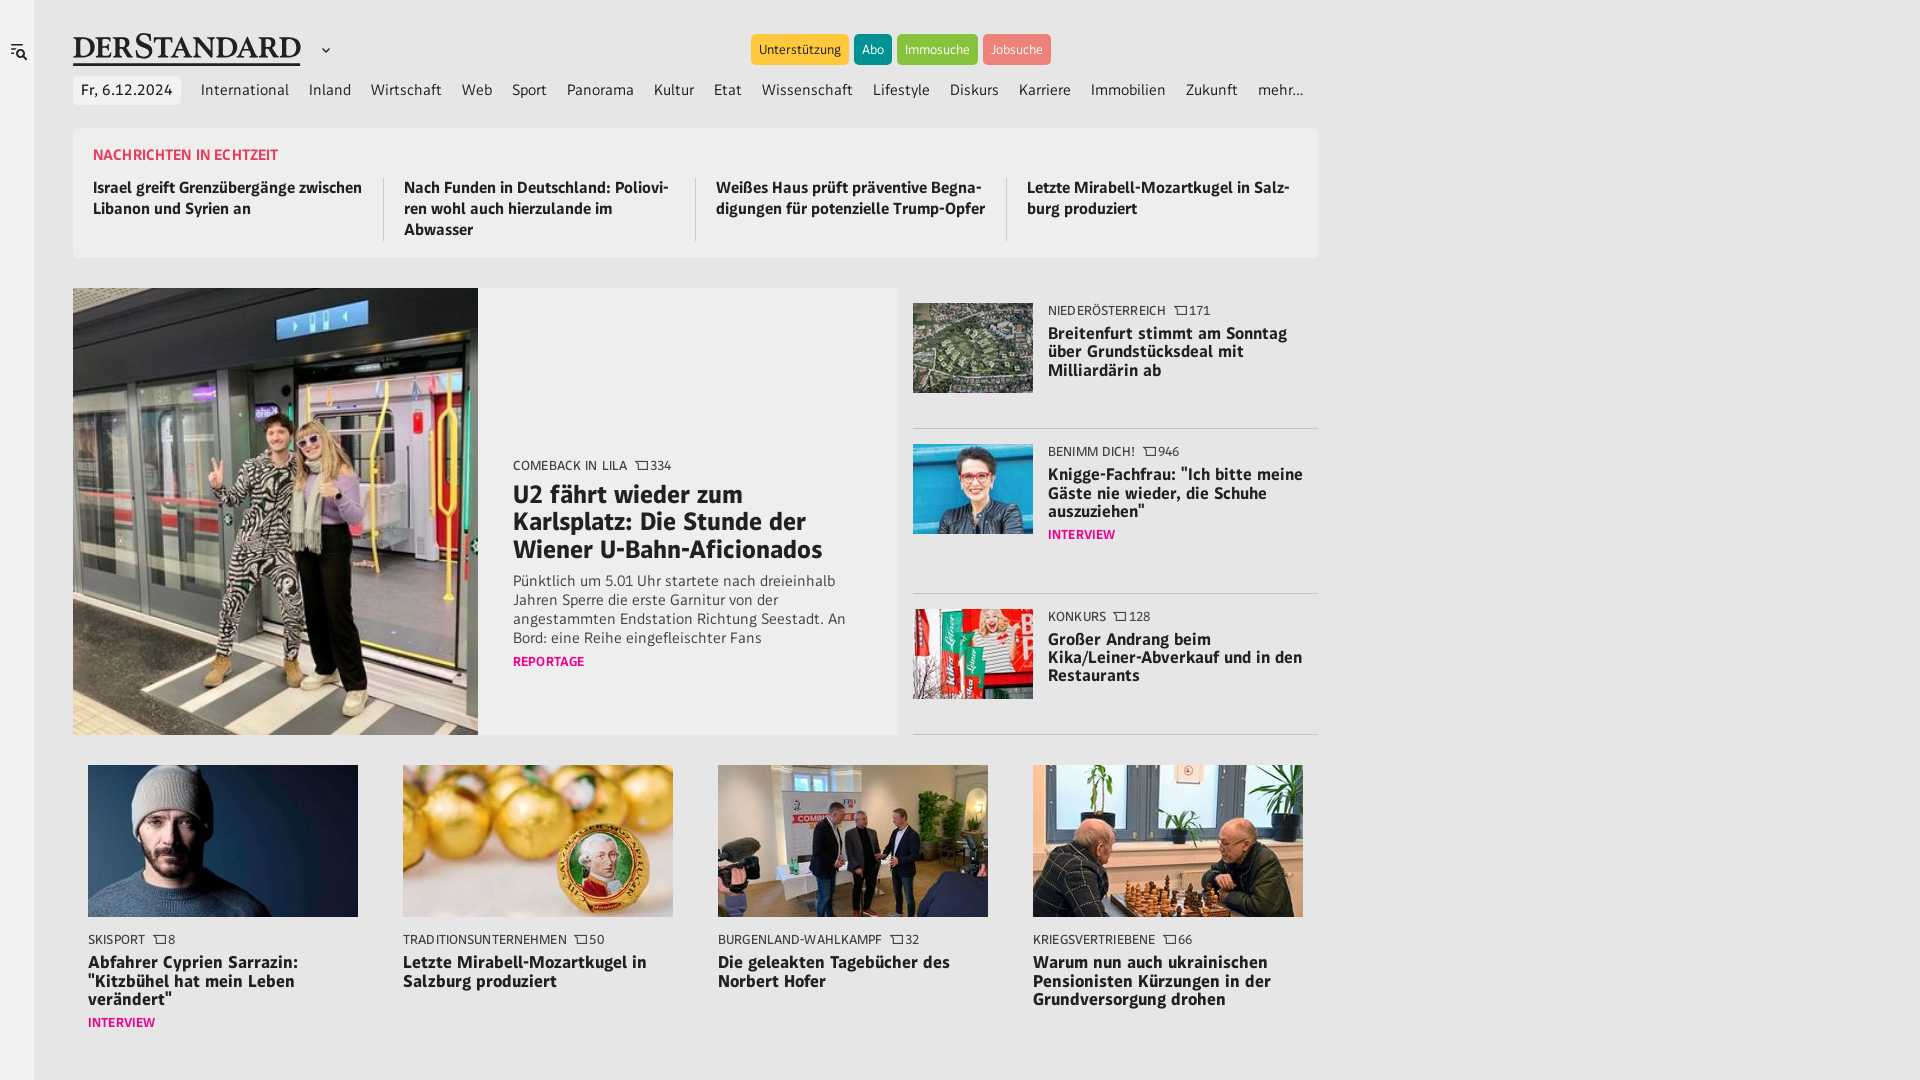 DERSTANDARD
Unterstützung
Abo
Immosuche
Jobsuche
Fr, 6.12.2024
International
Inland
Wirtschaft
Web
Sport
Panorama
Kultur
Etat
Wissenschaft
Lifestyle
Diskurs
Karriere
Immobilien
Zukunft
mehr…
NACHRICHTEN IN ECHTZEIT
Israel greift Grenzübergänge zwischen
Libanon und Syrien an
Nach Funden in Deutschland: Poliovi-
ren wohl auch hierzulande im
Abwasser
Weißes Haus prüft präventive Begna-
digungen für potenzielle Trump-Opfer
Letzte Mirabell-Mozartkugel in Salz-
burg produziert
COMEBACK IN LILA 334
U2 fährt wieder zum
Karlsplatz: Die Stunde der
Wiener U-Bahn-Aficionados
Pünktlich um 5.01 Uhr startete nach dreieinhalb
Jahren Sperre die erste Garnitur von der
angestammten Endstation Richtung Seestadt. An
Bord: eine Reihe eingefleischter Fans
REPORTAGE
NIEDERÖSTERREICH 171
Breitenfurt stimmt am Sonntag
über Grundstücksdeal mit
Milliardärin ab
BENIMM DICH! 946
Knigge-Fachfrau: "Ich bitte meine
Gäste nie wieder, die Schuhe
auszuziehen"
INTERVIEW
KONKURS 128
Großer Andrang beim
Kika/Leiner-Abverkauf und in den
Restaurants
SKISPORT 8
Abfahrer Cyprien Sarrazin:
"Kitzbühel hat mein Leben
verändert"
INTERVIEW
TRADITIONSUNTERNEHMEN 50
Letzte Mirabell-Mozartkugel in
Salzburg produziert
BURGENLAND-WAHLKAMPF 32
Die geleakten Tagebücher des
Norbert Hofer
KRIEGSVERTRIEBENE 66
Warum nun auch ukrainischen
Pensionisten Kürzungen in der
Grundversorgung drohen